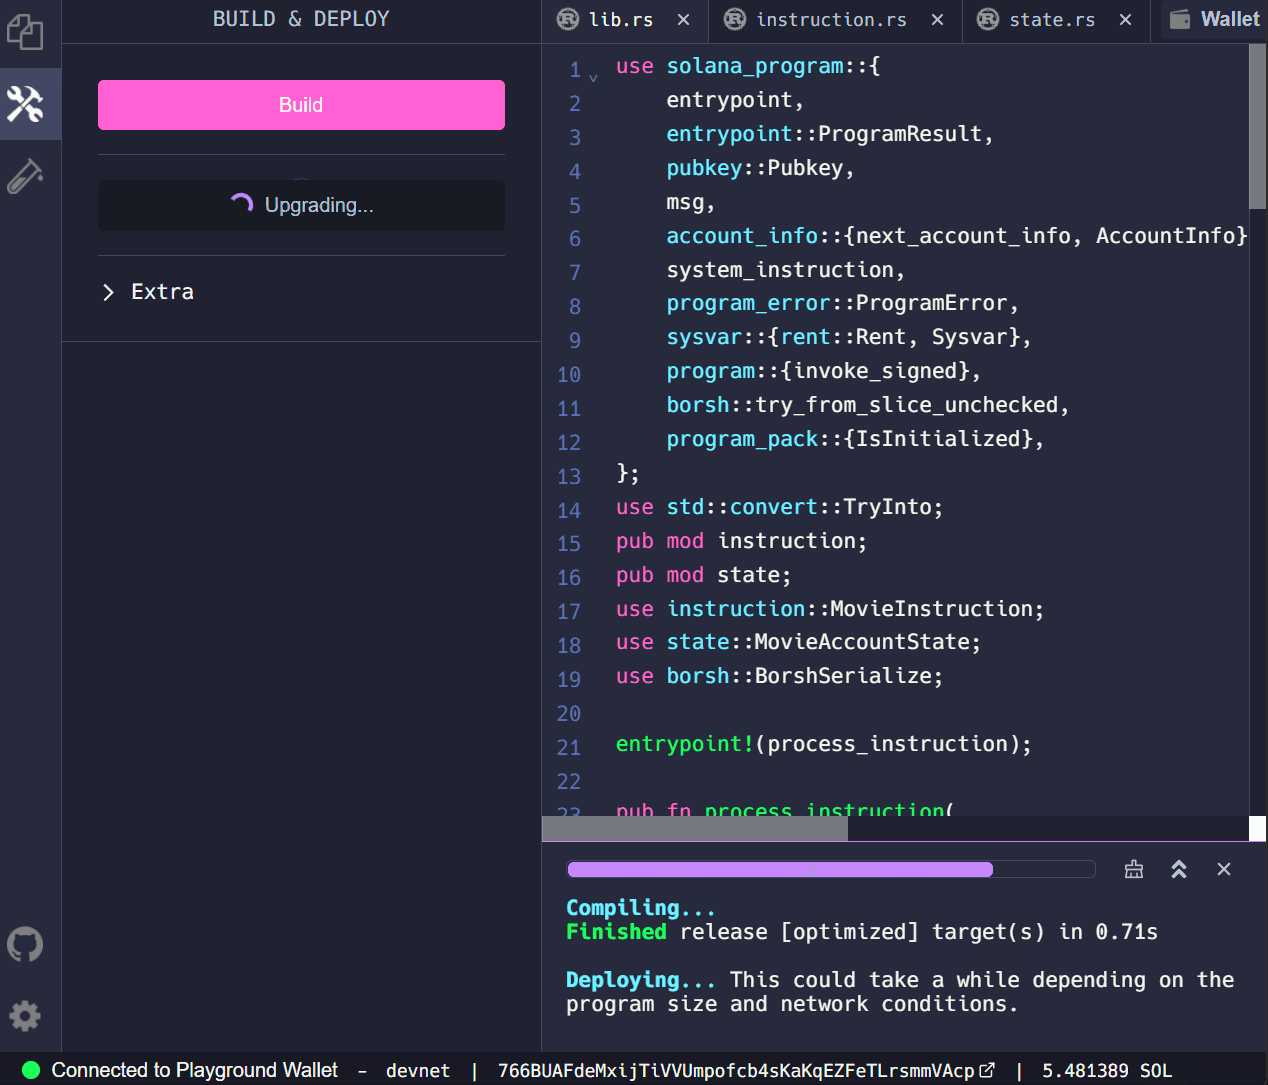 BUILD & DEPLOY
Build
Upgrading...
Extra
lib.rs
instruction.rs
state.rs
Wallet
1 use solana_program::{
2 entrypoint,
3 entrypoint::ProgramResult,
4 pubkey::Pubkey,
5 msg,
6 account_info::{next_account_info, AccountInfo}
7 system_instruction,
8 program_error::ProgramError,
9 sysvar::{rent::Rent, Sysvar},
10 program::{invoke_signed},
11 borsh::try_from_slice_unchecked,
12 program_pack::{IsInitialized},
13 };
14 use std::convert::TryInto;
15 pub mod instruction;
16 pub mod state;
17 use instruction::MovieInstruction;
18 use state::MovieAccountState;
19 use borsh::BorshSerialize;
20
21 entrypoint!(process_instruction);
22
23 pub fn process_instruction(
Compiling...
Finished release [optimized] target(s) in 0.71s
Deploying... This could take a while depending on the
program size and network conditions.
Connected to Playground Wallet - devnet | 766BUAFdeMxijTiVVUmpofcb4sKaKqEZFeTLrsmmVAcp | 5.481389 SOL